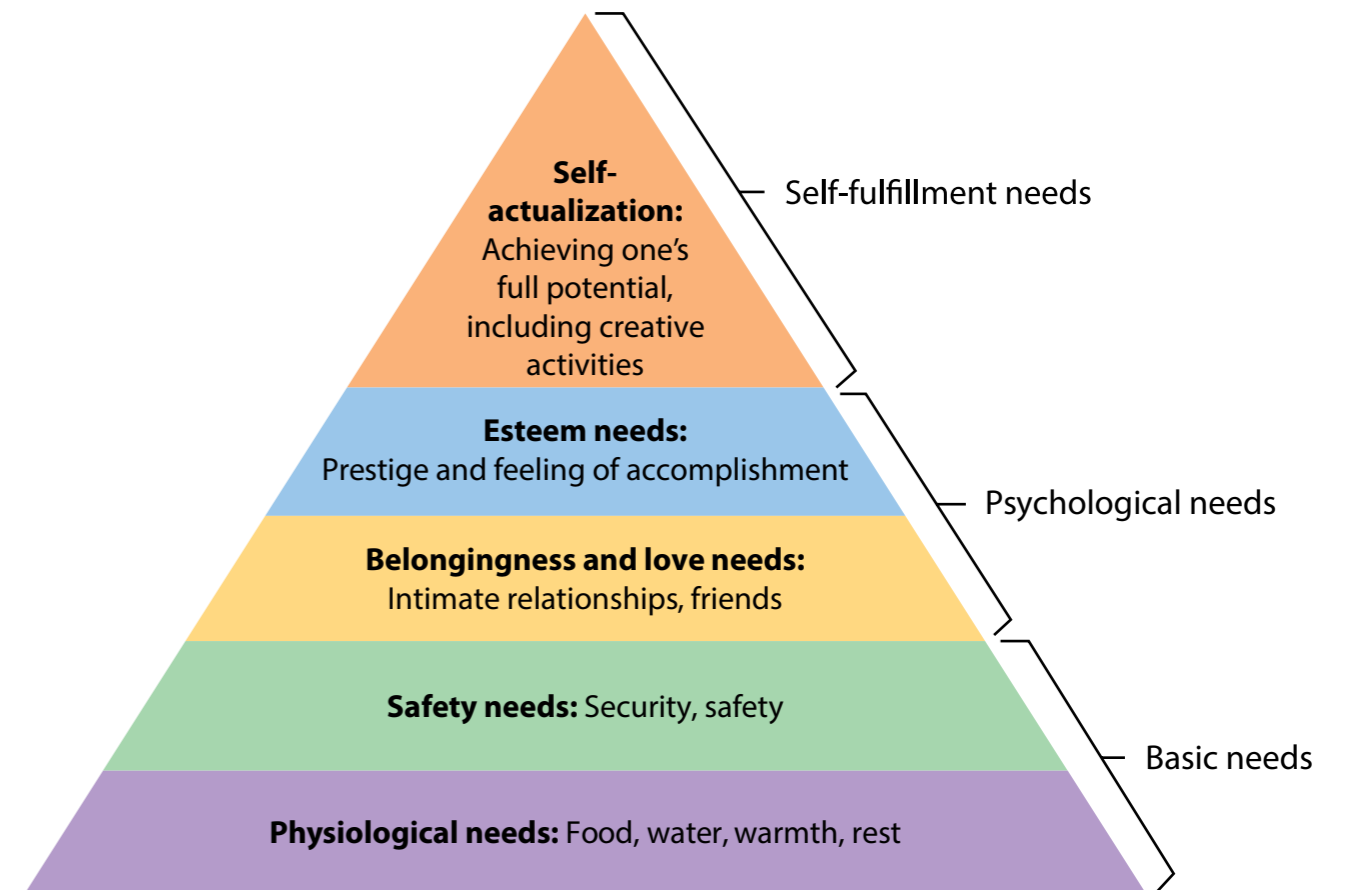 Self-
actualization:
Achieving one’s
full potential,
including creative
activities
Self-fulfillment needs
Esteem needs:
Prestige and feeling of accomplishment
Psychological needs
Belongingness and love needs:
Intimate relationships, friends
Safety needs: Security, safety
Basic needs
Physiological needs: Food, water, warmth, rest